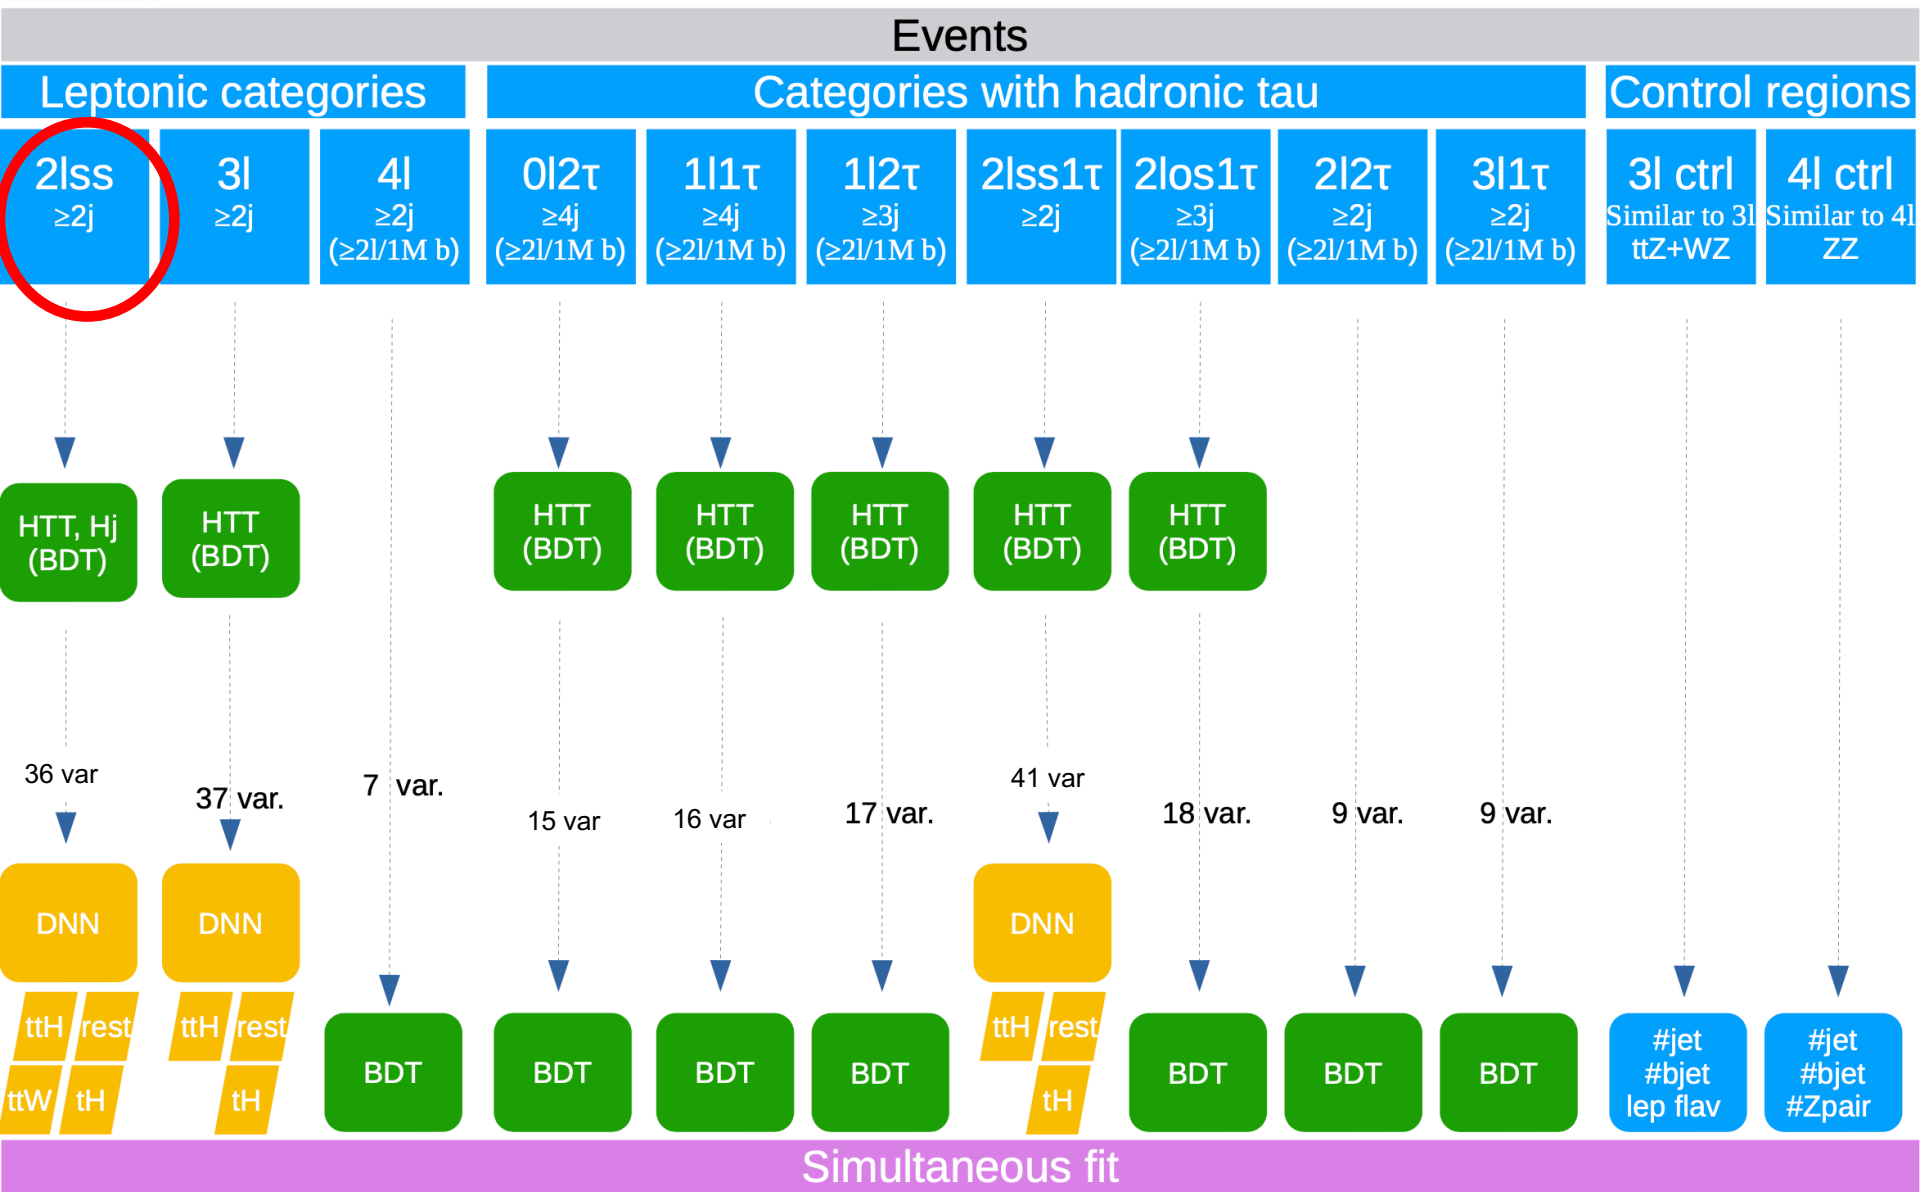 Events
Leptonic categories
Categories with hadronic tau
Control regions
2lss
≥2j
3l
≥2j
4l
≥2j
(≥2l/1M b)
0l2τ
≥4j
(≥2l/1M b)
1l1τ
≥4j
(≥2l/1M b)
1l2τ
≥3j
(≥2l/1M b)
2lss1τ
≥2j
2los1τ
≥3j
(≥2l/1M b)
2l2τ
≥2j
(≥2l/1M b)
3l1τ
≥2j
(≥2l/1M b)
3l ctrl
Similar to 3l
ttZ+WZ
4l ctrl
Similar to 4l
ZZ
HTT, Hj
(BDT)
HTT
(BDT)
HTT
(BDT)
HTT
(BDT)
HTT
(BDT)
HTT
(BDT)
HTT
(BDT)
36 var
37 var.
7 var.
15 var
16 var
17 var.
41 var
18 var.
9 var.
9 var.
DNN
DNN
DNN
ttH rest
ttW tH
ttH rest
tH
BDT
BDT
BDT
BDT
ttH rest
tH
BDT
BDT
BDT
#jet
#bjet
lep flav
#jet
#bjet
#Zpair
Simultaneous fit